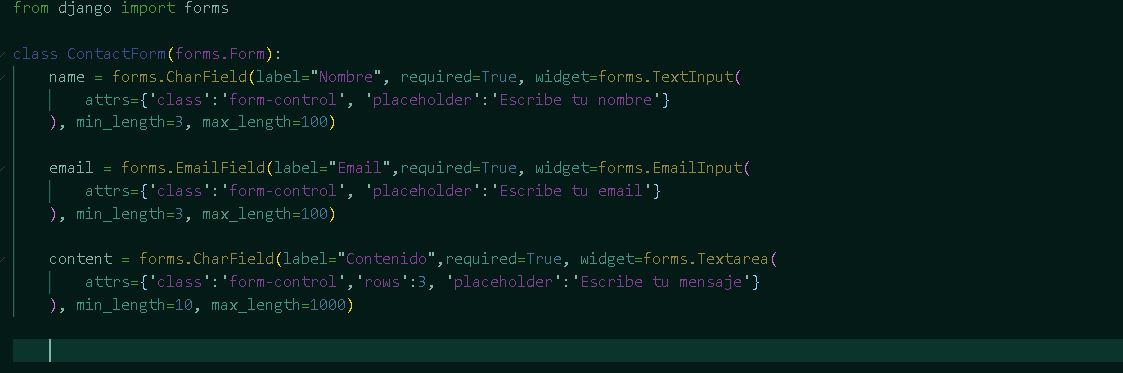 from django import forms
class ContactForm(forms.Form):
name = forms.CharField(label="Nombre", required=True, widget=forms.TextInput(
attrs={'class':'form-control', 'placeholder':'Escribe tu nombre'}
), min_length=3, max_length=100)
email = forms.EmailField(label="Email",required=True, widget=forms.EmailInput(
attrs={'class':'form-control', 'placeholder':'Escribe tu email'}
), min_length=3, max_length=100)
content = forms.CharField(label="Contenido",required=True, widget=forms.Textarea(
attrs={'class':'form-control','rows':3, 'placeholder':'Escribe tu mensaje'}
), min_length=10, max_length=1000)